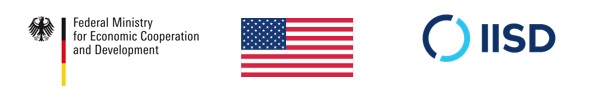 Federal Ministry
for Economic Cooperation
and Development
IISD